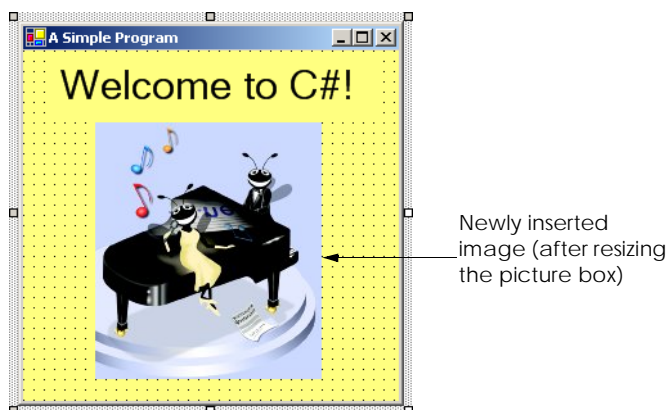 A Simple Program
Welcome to C#!
Newly inserted
image (after resizing
the picture box)